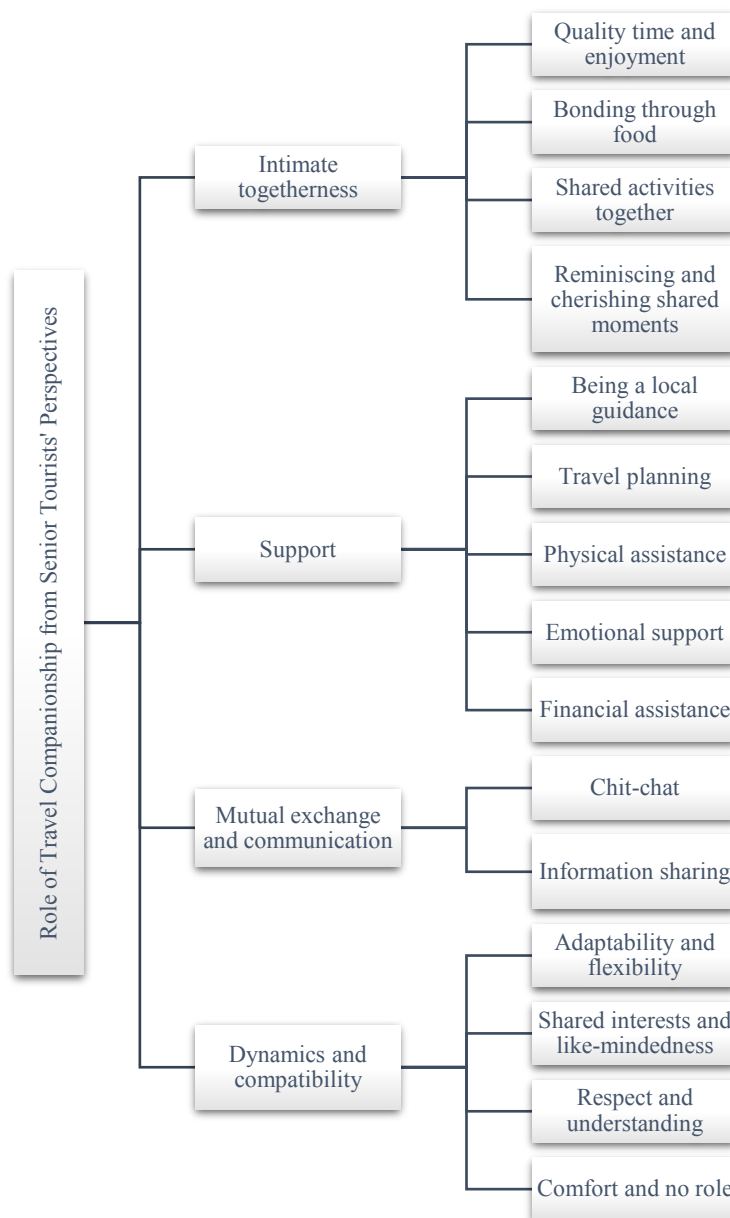 Role of Travel Companionship from Senior Tourists' Perspectives
Intimate
togetherness
Quality time and
enjoyment
Bonding through
food
Shared activities
together
Reminiscing and
cherishing shared
moments
Support
Being a local
guidance
Travel planning
Physical assistance
Emotional support
Financial assistance
Mutual exchange
and communication
Chit-chat
Information sharing
Dynamics and
compatibility
Adaptability and
flexibility
Shared interests and
like-mindedness
Respect and
understanding
Comfort and no role